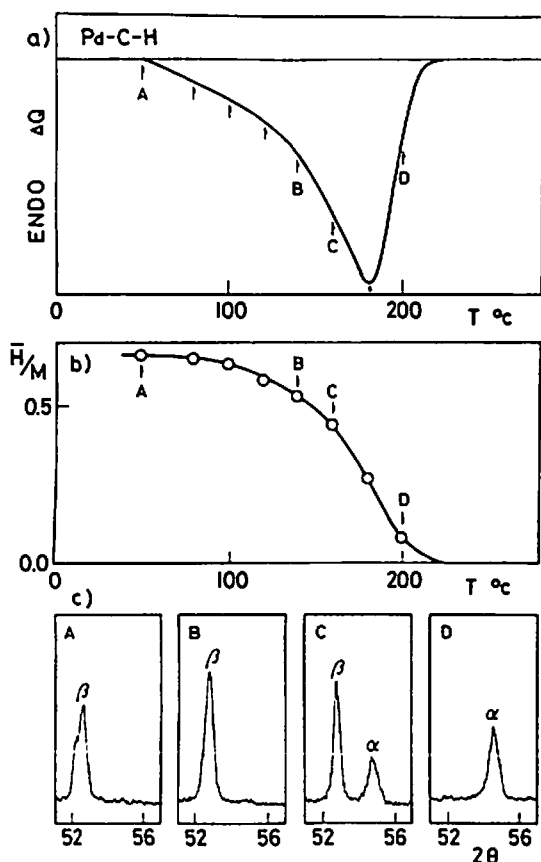 a) Pd-C-H
A
B
C
D
ENDO ΔQ
0 100 200 T °C
b)
H̅/M
0.5
0.0
A
B
C
D
0 100 200 T °C
c)
A β
B β
C β α
D α
52 56 52 56 52 56 52 56
2θ